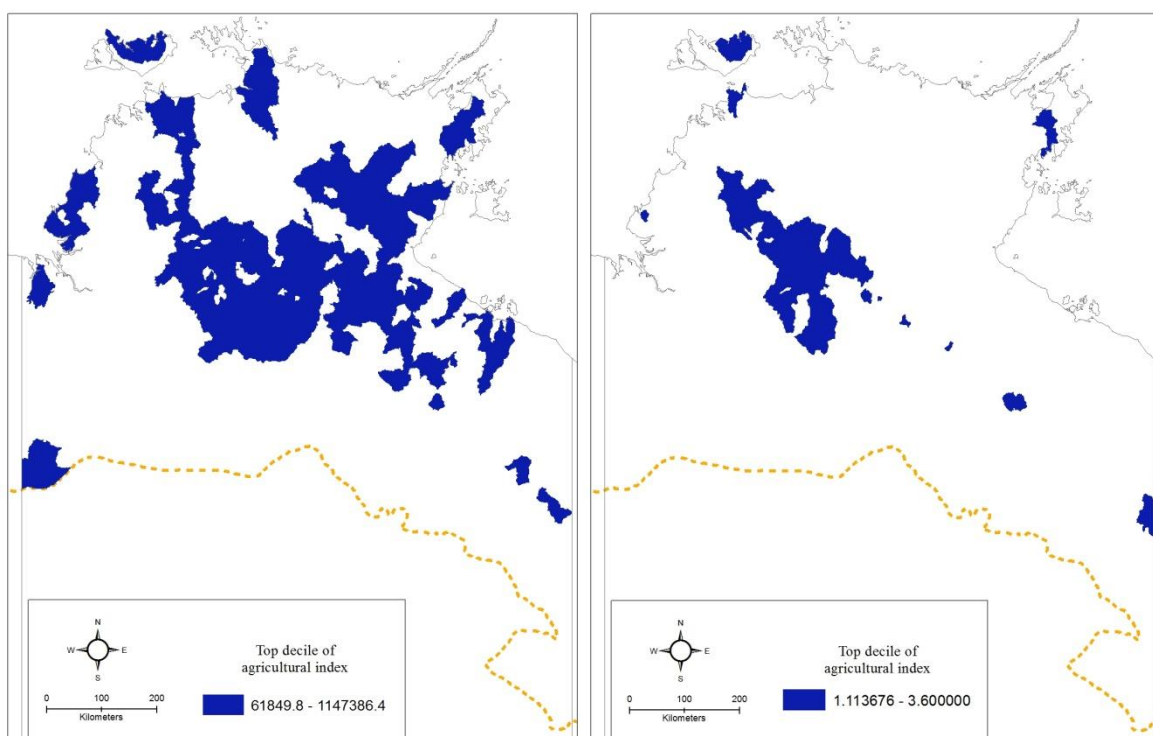 N
W E
S
Top decile of
agricultural index
0 100 200
Kilometers
61849.8 - 1147386.4
N
W E
S
Top decile of
agricultural index
0 100 200
Kilometers
1.113676 - 3.600000